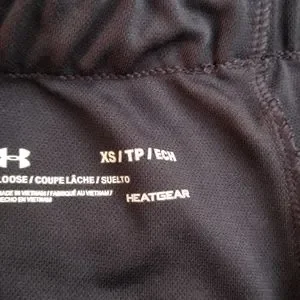 XS / TP / ECH
LOOSE / COUPE LÂCHE / SUELTO
MADE IN VIETNAM / FABRIQUÉ AU VIETNAM /
HECHO EN VIETNAM
HEATGEAR